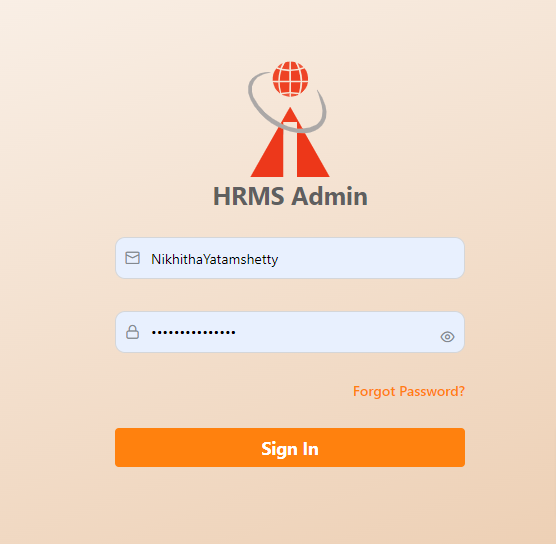 HRMS Admin
NikhithaYatamshetty
•••••••••••••••
Forgot Password?
Sign In